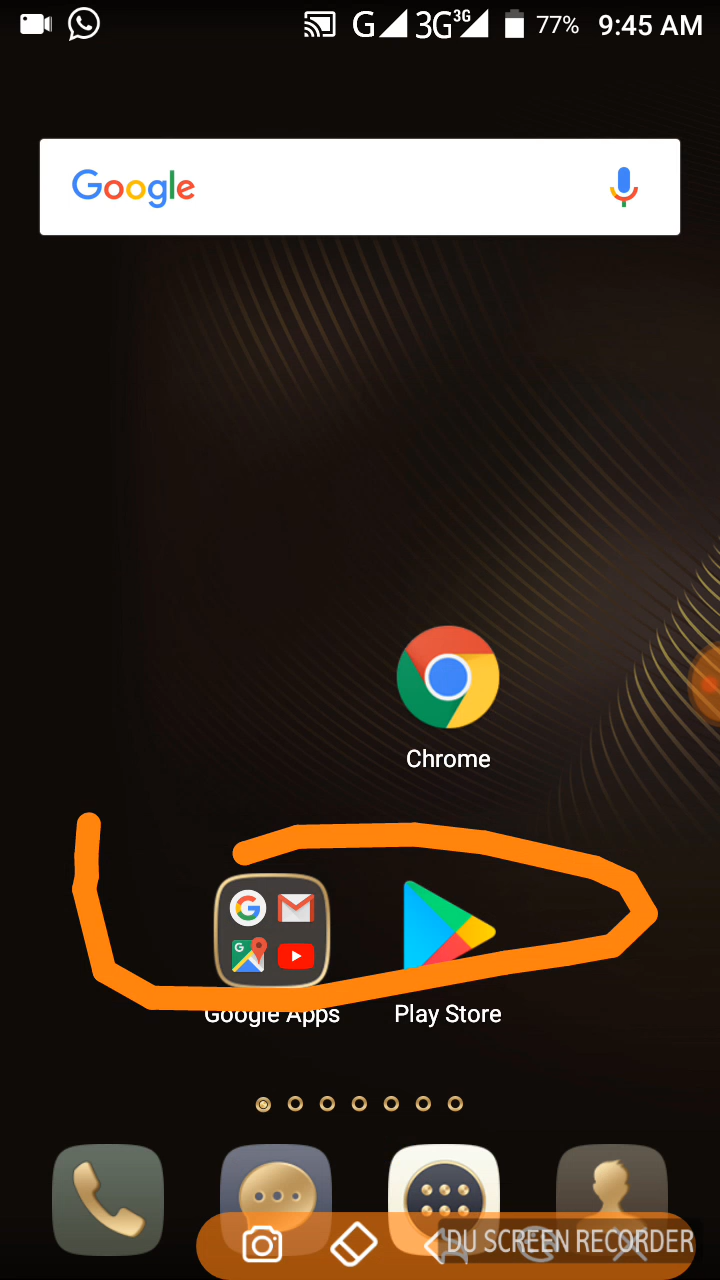 G 3G 3G 77% 9:45 AM
Google
Chrome
G
G
Google Apps Play Store
DU SCREEN RECORDER